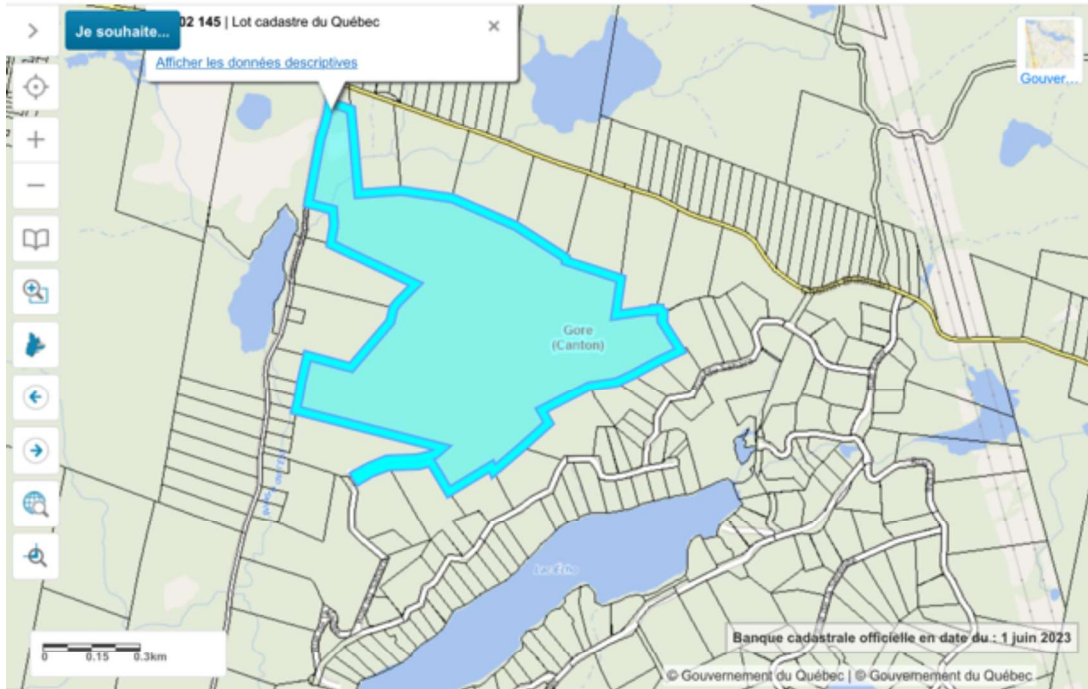 Je souhaite...
02 145 | Lot cadastre du Québec
Afficher les données descriptives
Gouver,...
Gore
(Canton)
Lac Echo
0 0.15 0.3km
Banque cadastrale officielle en date du : 1 juin 2023
© Gouvernement du Québec | © Gouvernement du Québec